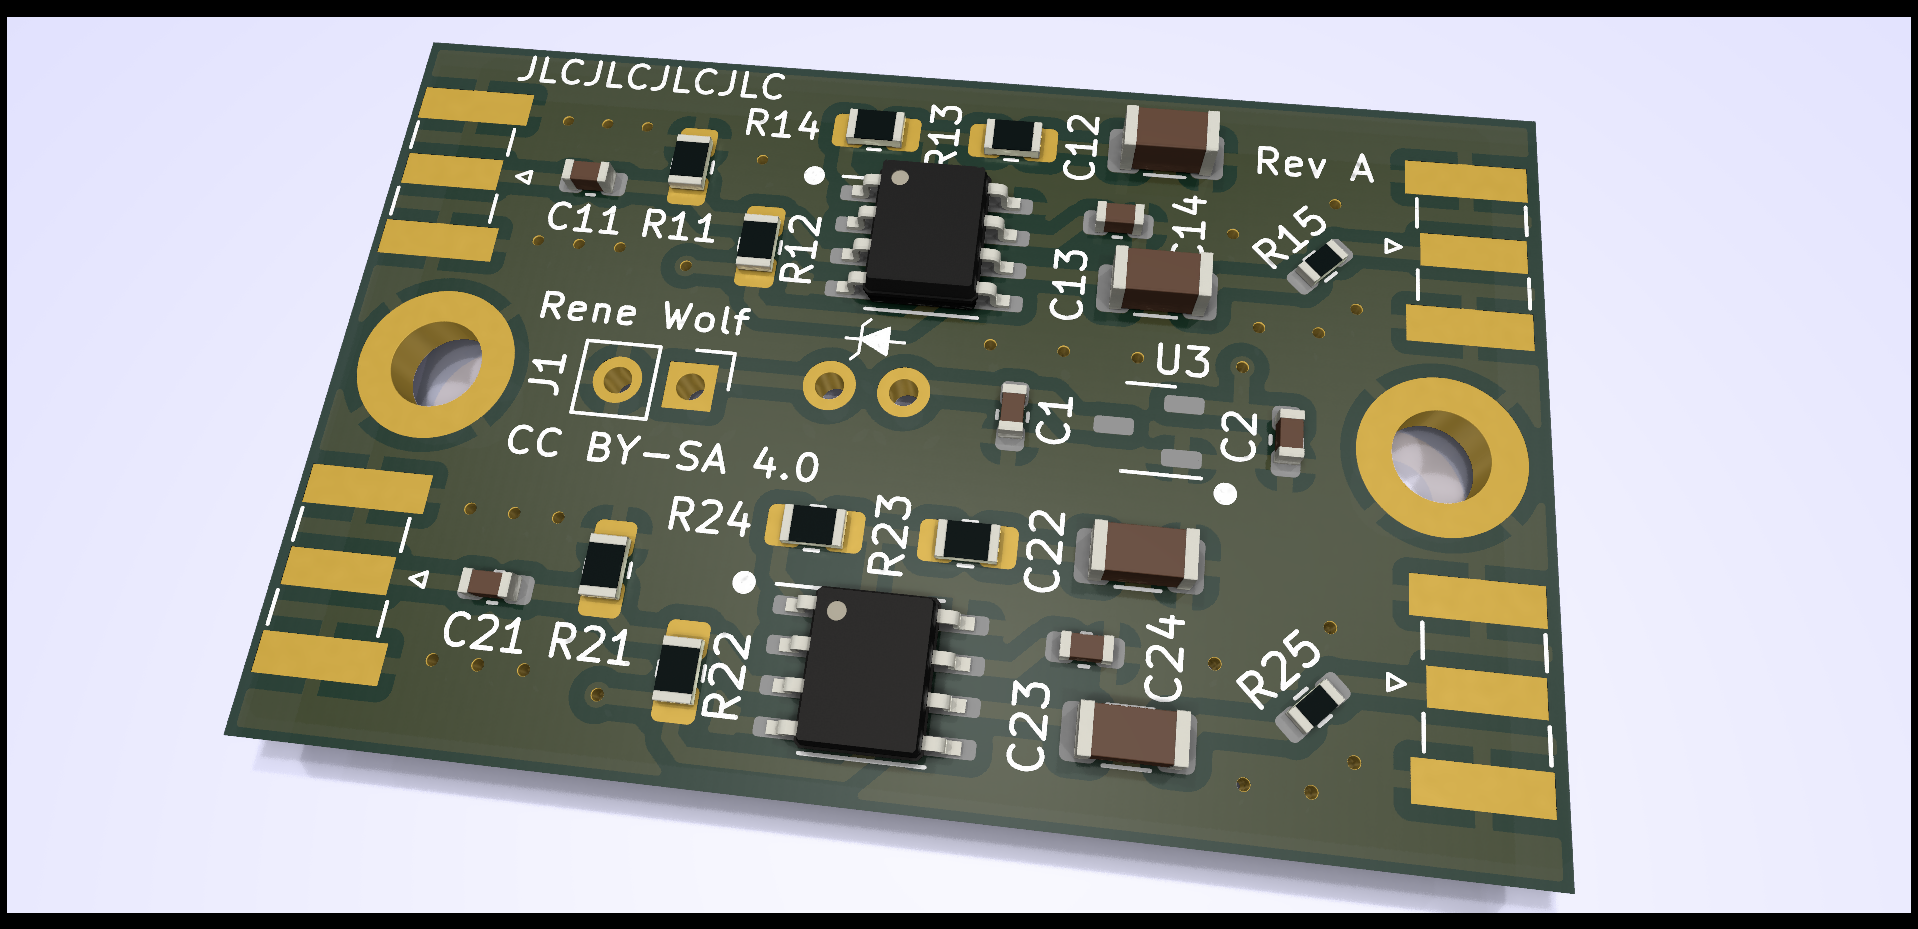 JLCJLCJLCJLC
R14
R13
C12
Rev A
C11
R11
R12
C14
R15
C13
Rene Wolf
J1
U3
C1
C2
CC BY-SA 4.0
R24
R23
C22
C21
R21
R22
C24
R25
C23